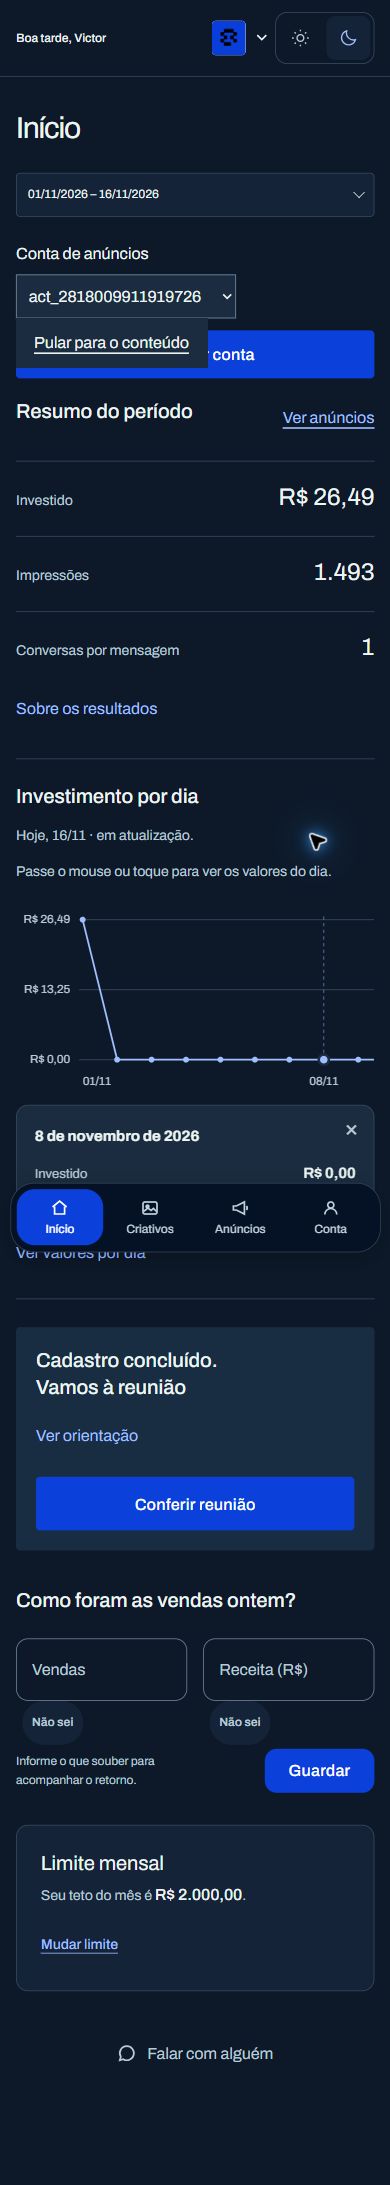 Boa tarde, Victor
Início
01/11/2026 – 16/11/2026
Conta de anúncios
act_2818009911919726
Pular para o conteúdo
conta
Resumo do período
Ver anúncios
Investido
R$ 26,49
Impressões
1.493
Conversas por mensagem
1
Sobre os resultados
Investimento por dia
Hoje, 16/11 · em atualização.
Passe o mouse ou toque para ver os valores do dia.
R$ 26,49
R$ 13,25
R$ 0,00
01/11
08/11
8 de novembro de 2026
Investido
R$ 0,00
Início
Criativos
Anúncios
Conta
Ver valores por dia
Cadastro concluído.
Vamos à reunião
Ver orientação
Conferir reunião
Como foram as vendas ontem?
Vendas
Receita (R$)
Não sei
Não sei
Informe o que souber para
acompanhar o retorno.
Guardar
Limite mensal
Seu teto do mês é R$ 2.000,00.
Mudar limite
Falar com alguém